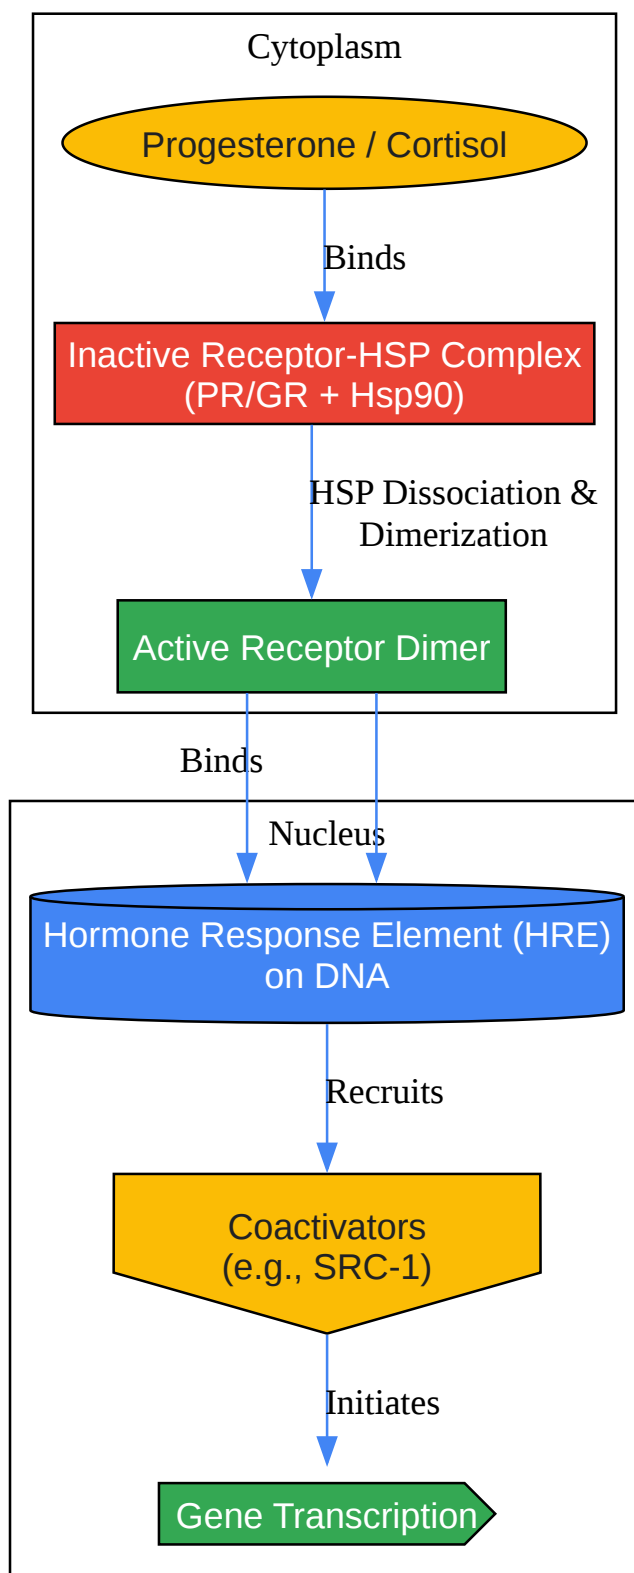 Cytoplasm
Progesterone / Cortisol
Binds
Inactive Receptor-HSP Complex
(PR/GR + Hsp90)
HSP Dissociation &
Dimerization
Active Receptor Dimer
Binds
Nucleus
Hormone Response Element (HRE)
on DNA
Recruits
Coactivators
(e.g., SRC-1)
Initiates
Gene Transcription